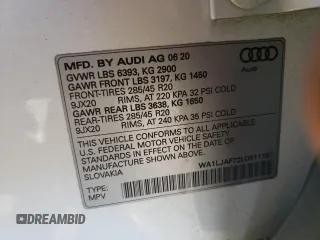 MFD. BY AUDI AG 06 20
GVWR LBS 6393, KG 2900
GAWR FRONT LBS 3197, KG 1450
FRONT-TIRES 285/45 R20
9JX20 RIMS, AT 220 KPA 32 PSI COLD
GAWR REAR LBS 3638, KG 1650
REAR-TIRES 285/45 R20
9JX20 RIMS, AT 240 KPA 35 PSI COLD
THIS VEHICLE CONFORMS TO ALL APPLICABLE
U.S. FEDERAL MOTOR VEHICLE SAFETY
STANDARDS IN EFFECT ON THE DATE OF
MANUFACTURE SHOWN ABOVE.
SLOVAKIA
TYPE:
MPV
Audi
DREAMBID